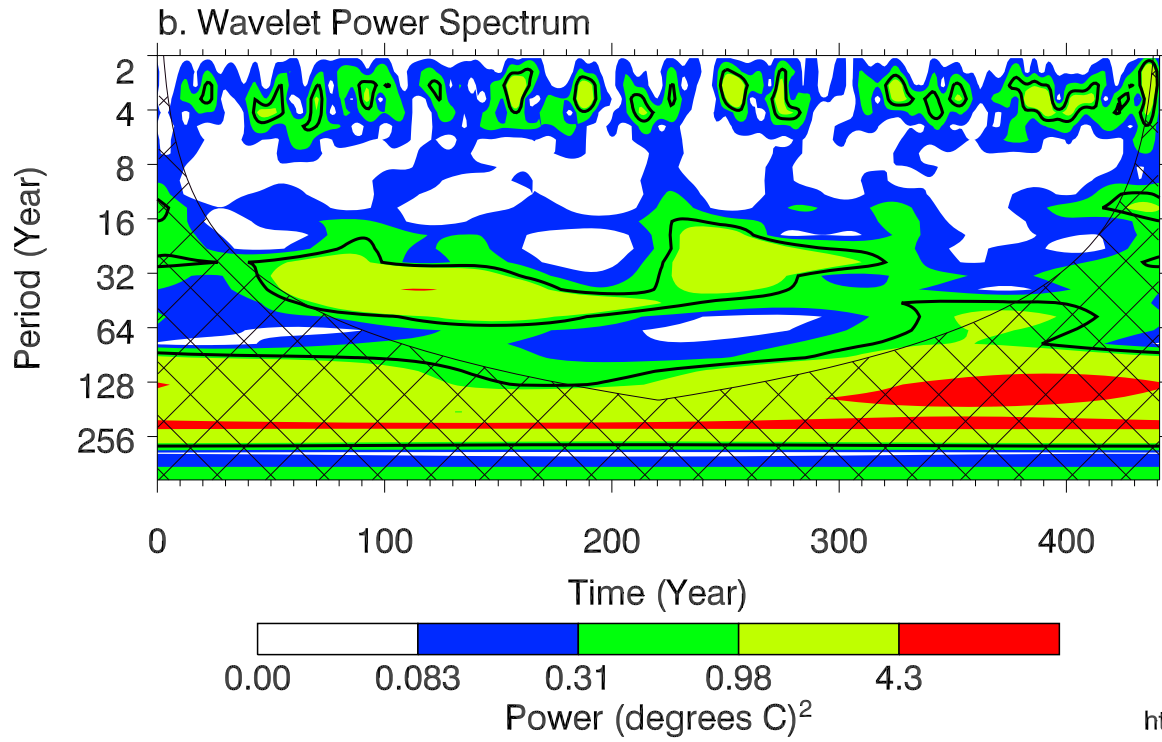 b. Wavelet Power Spectrum
2
4
8
16
32
64
128
256
Period (Year)
0 100 200 300 400
Time (Year)
0.00 0.083 0.31 0.98 4.3
Power (degrees C)²
ht